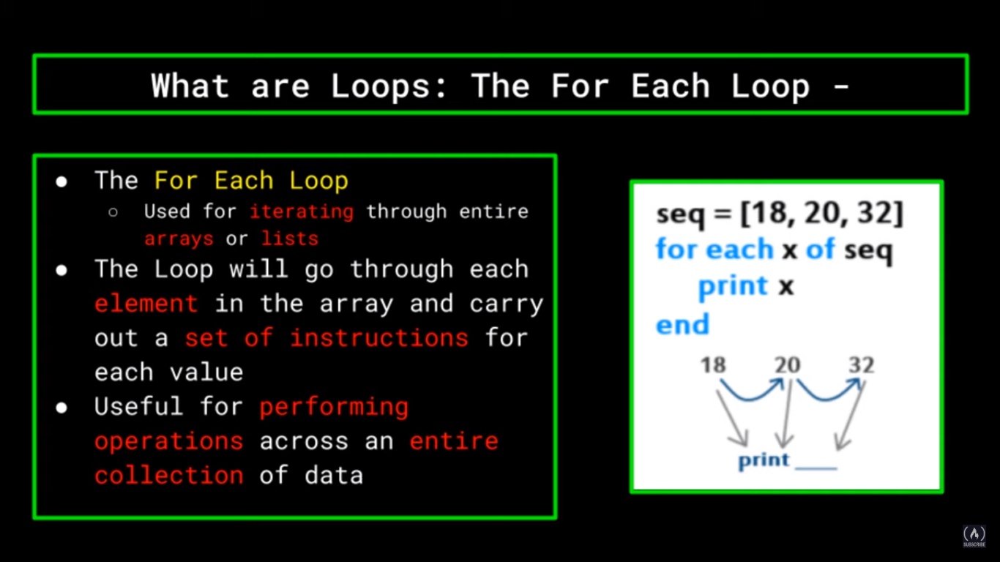 What are Loops: The For Each Loop -
● The For Each Loop
○ Used for iterating through entire
arrays or lists
● The Loop will go through each
element in the array and carry
out a set of instructions for
each value
● Useful for performing
operations across an entire
collection of data
seq = [18, 20, 32]
for each x of seq
print x
end
18 20 32
print ____
SUBSCRIBE